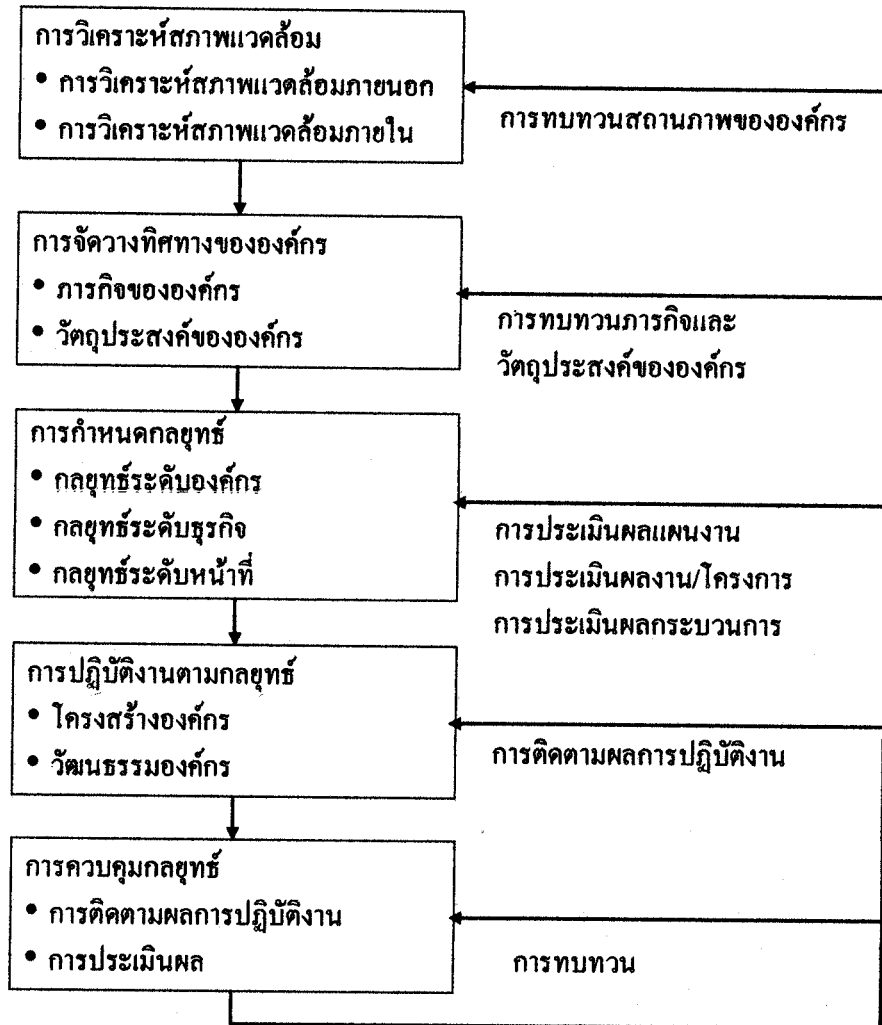 การวิเคราะห์สภาพแวดล้อม
• การวิเคราะห์สภาพแวดล้อมภายนอก
• การวิเคราะห์สภาพแวดล้อมภายใน
การทบทวนสถานภาพขององค์กร
การจัดวางทิศทางขององค์กร
• ภารกิจขององค์กร
• วัตถุประสงค์ขององค์กร
การทบทวนภารกิจและ
วัตถุประสงค์ขององค์กร
การกำหนดกลยุทธ์
• กลยุทธ์ระดับองค์กร
• กลยุทธ์ระดับธุรกิจ
• กลยุทธ์ระดับหน้าที่
การประเมินผลแผนงาน
การประเมินผลงาน/โครงการ
การประเมินผลกระบวนการ
การปฏิบัติงานตามกลยุทธ์
• โครงสร้างองค์กร
• วัฒนธรรมองค์กร
การติดตามผลการปฏิบัติงาน
การควบคุมกลยุทธ์
• การติดตามผลการปฏิบัติงาน
• การประเมินผล
การทบทวน